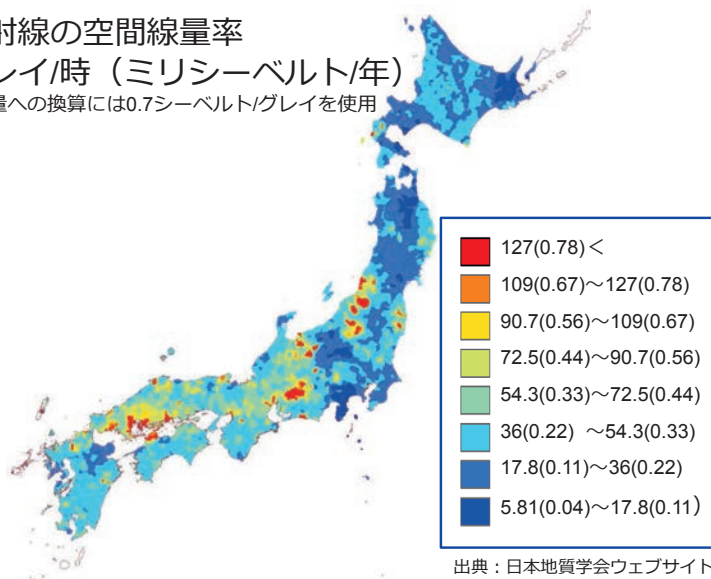 射線の空間線量率
レイ/時（ミリシーベルト/年）
量への換算には0.7シーベルト/グレイを使用
127(0.78)＜
109(0.67)～127(0.78)
90.7(0.56)～109(0.67)
72.5(0.44)～90.7(0.56)
54.3(0.33)～72.5(0.44)
36(0.22) ～54.3(0.33)
17.8(0.11)～36(0.22)
5.81(0.04)～17.8(0.11）
出典：日本地質学会ウェブサイト